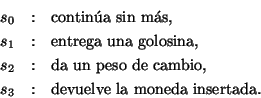 s₀ : continúa sin más,
s₁ : entrega una golosina,
s₂ : da un peso de cambio,
s₃ : devuelve la moneda insertada.